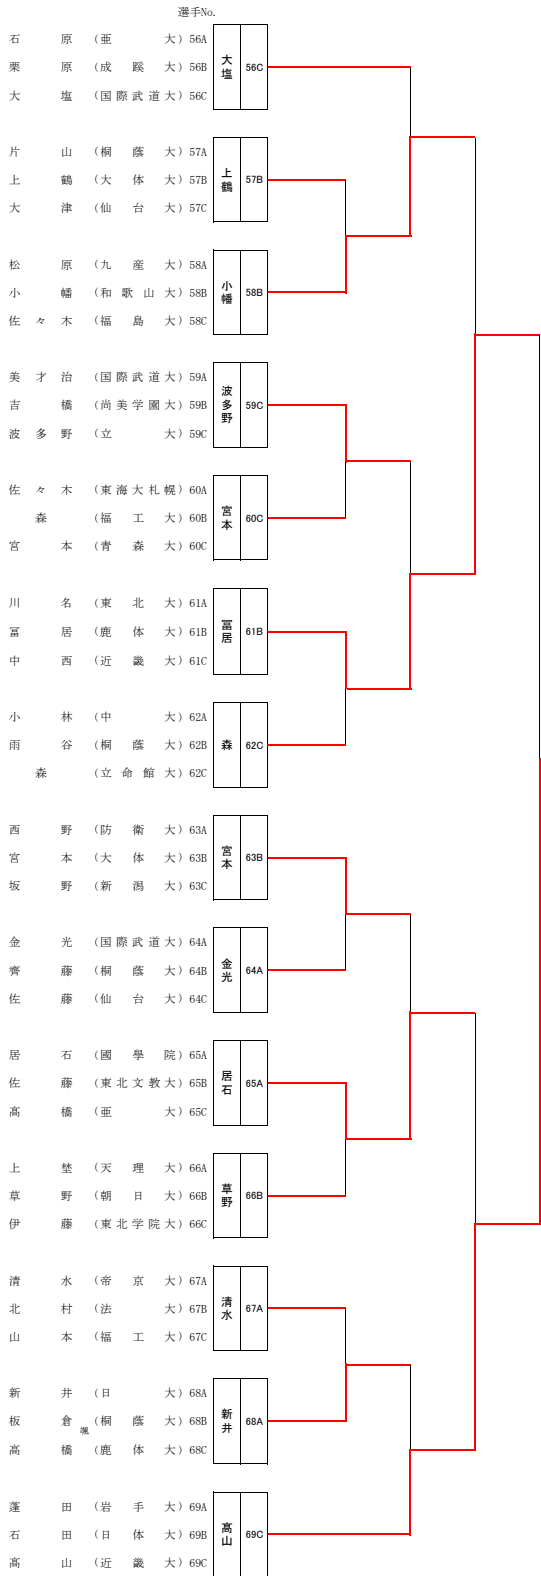 選手No.
石原（亜大）56A
栗原（成蹊大）56B
大塩（国際武道大）56C
大塩 56C
片山（桐蔭大）57A
上鶴（大体大）57B
大津（仙台大）57C
上鶴 57B
松原（九産大）58A
小幡（和歌山大）58B
佐々木（福島大）58C
小幡 58B
美才治（国際武道大）59A
吉橋（尚美学園大）59B
波多野（立大）59C
波多野 59C
佐々木（東海大札幌）60A
森（福工大）60B
宮本（青森大）60C
宮本 60C
川名（東北大）61A
冨居（鹿体大）61B
中西（近畿大）61C
冨居 61B
小林（中大）62A
雨谷（桐蔭大）62B
森（立命館大）62C
森 62C
西野（防衛大）63A
宮本（大体大）63B
坂野（新潟大）63C
宮本 63B
金光（国際武道大）64A
齊藤（桐蔭大）64B
佐藤（仙台大）64C
金光 64A
居石（國學院）65A
佐藤（東北文教大）65B
髙橋（亜大）65C
居石 65A
上埜（天理大）66A
草野（朝日大）66B
伊藤（東北学院大）66C
草野 66B
清水（帝京大）67A
北村（法大）67B
山本（福工大）67C
清水 67A
新井（日大）68A
板倉颯（桐蔭大）68B
高橋（鹿体大）68C
新井 68A
蓬田（岩手大）69A
石田（日体大）69B
髙山（近畿大）69C
髙山 69C